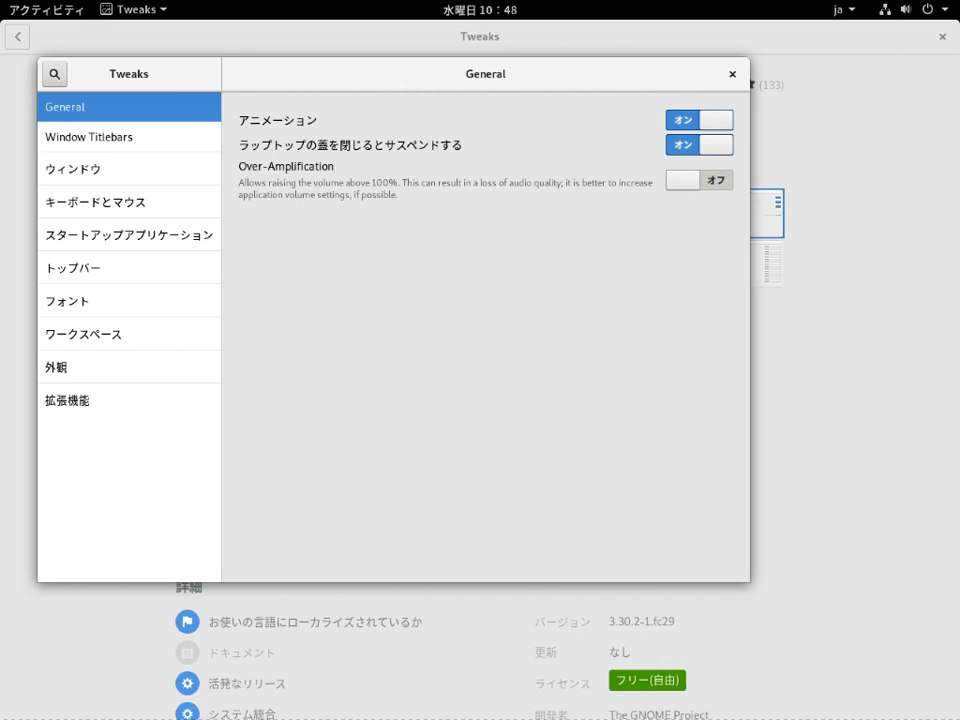 アクティビティ Tweaks 水曜日 10：48 ja
Tweaks
Tweaks General
(133)
General
Window Titlebars
ウィンドウ
キーボードとマウス
スタートアップアプリケーション
トップバー
フォント
ワークスペース
外観
拡張機能
アニメーション オン
ラップトップの蓋を閉じるとサスペンドする オン
Over-Amplification
Allows raising the volume above 100%. This can result in a loss of audio quality; it is better to increase
application volume settings, if possible.
オフ
詳細
お使いの言語にローカライズされているか バージョン 3.30.2-1.fc29
ドキュメント 更新 なし
活発なリリース ライセンス フリー(自由)
システム統合 開発者 The GNOME Project